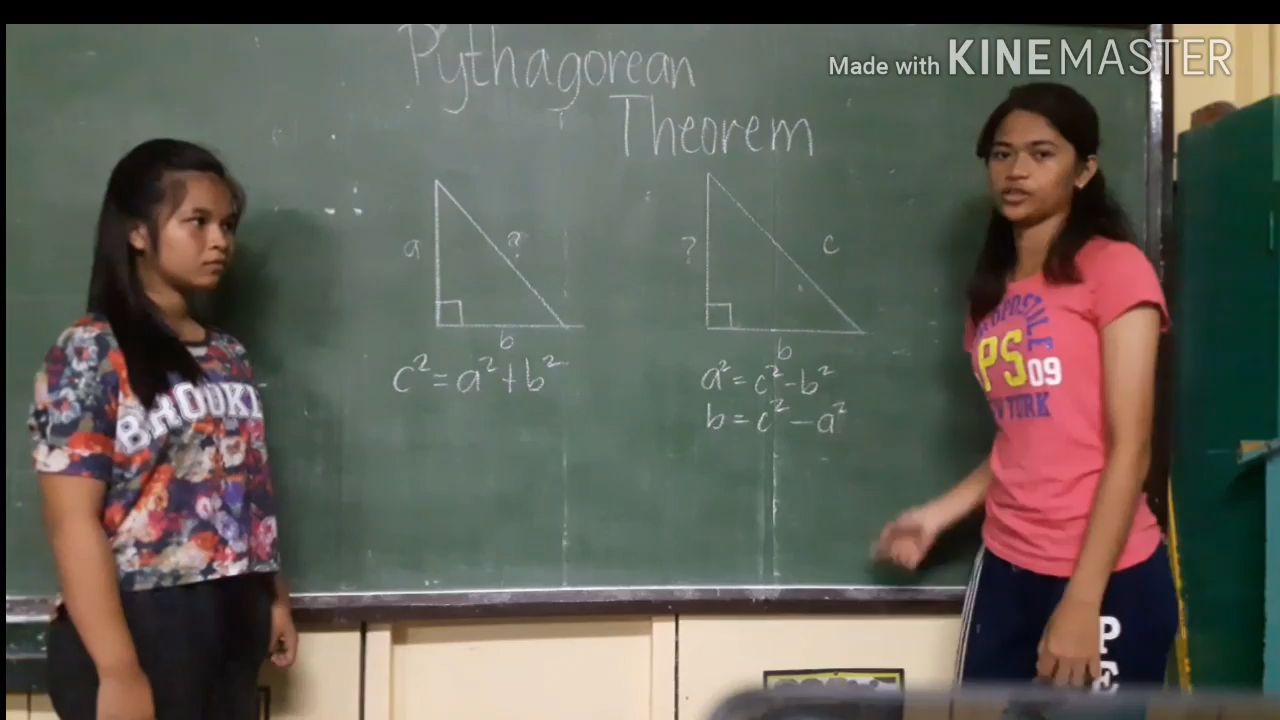 Made with KINEMASTER
Pythagorean
Theorem
a
?
b
c² = a² + b²
?
c
b
a² = c² - b²
b = c² - a²
BROOKL
PS
09
YORK
P
E